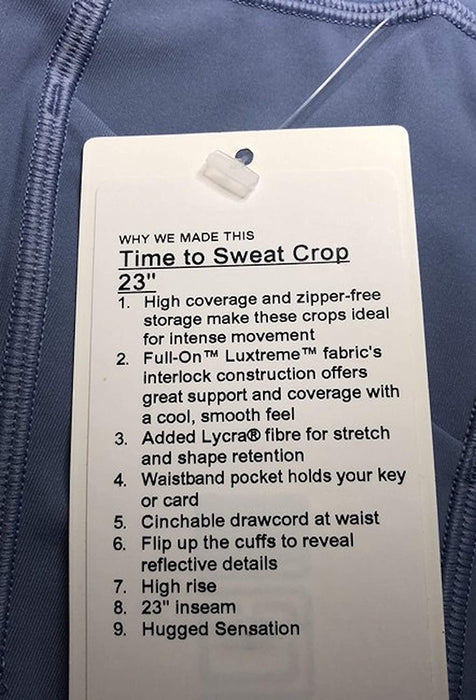 WHY WE MADE THIS
Time to Sweat Crop
23"
1. High coverage and zipper-free
storage make these crops ideal
for intense movement
2. Full-On™ Luxtreme™ fabric's
interlock construction offers
great support and coverage with
a cool, smooth feel
3. Added Lycra® fibre for stretch
and shape retention
4. Waistband pocket holds your key
or card
5. Cinchable drawcord at waist
6. Flip up the cuffs to reveal
reflective details
7. High rise
8. 23" inseam
9. Hugged Sensation